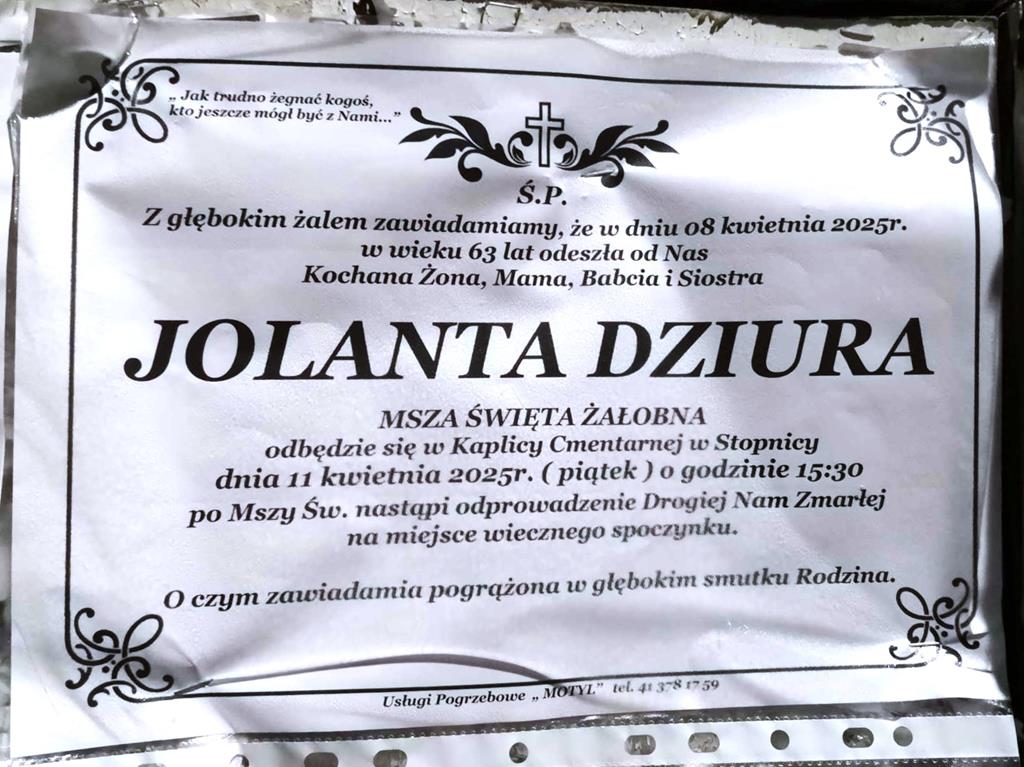 „ Jak trudno żegnać kogoś,
kto jeszcze mógł być z Nami...”
Ś.P.
Z głębokim żalem zawiadamiamy, że w dniu 08 kwietnia 2025r.
w wieku 63 lat odeszła od Nas
Kochana Żona, Mama, Babcia i Siostra
JOLANTA DZIURA
MSZA ŚWIĘTA ŻAŁOBNA
odbędzie się w Kaplicy Cmentarnej w Stopnicy
dnia 11 kwietnia 2025r. ( piątek ) o godzinie 15:30
po Mszy Św. nastąpi odprowadzenie Drogiej Nam Zmarłej
na miejsce wiecznego spoczynku.
O czym zawiadamia pogrążona w głębokim smutku Rodzina.
Usługi Pogrzebowe „ MOTYL” tel. 41 378 17 59